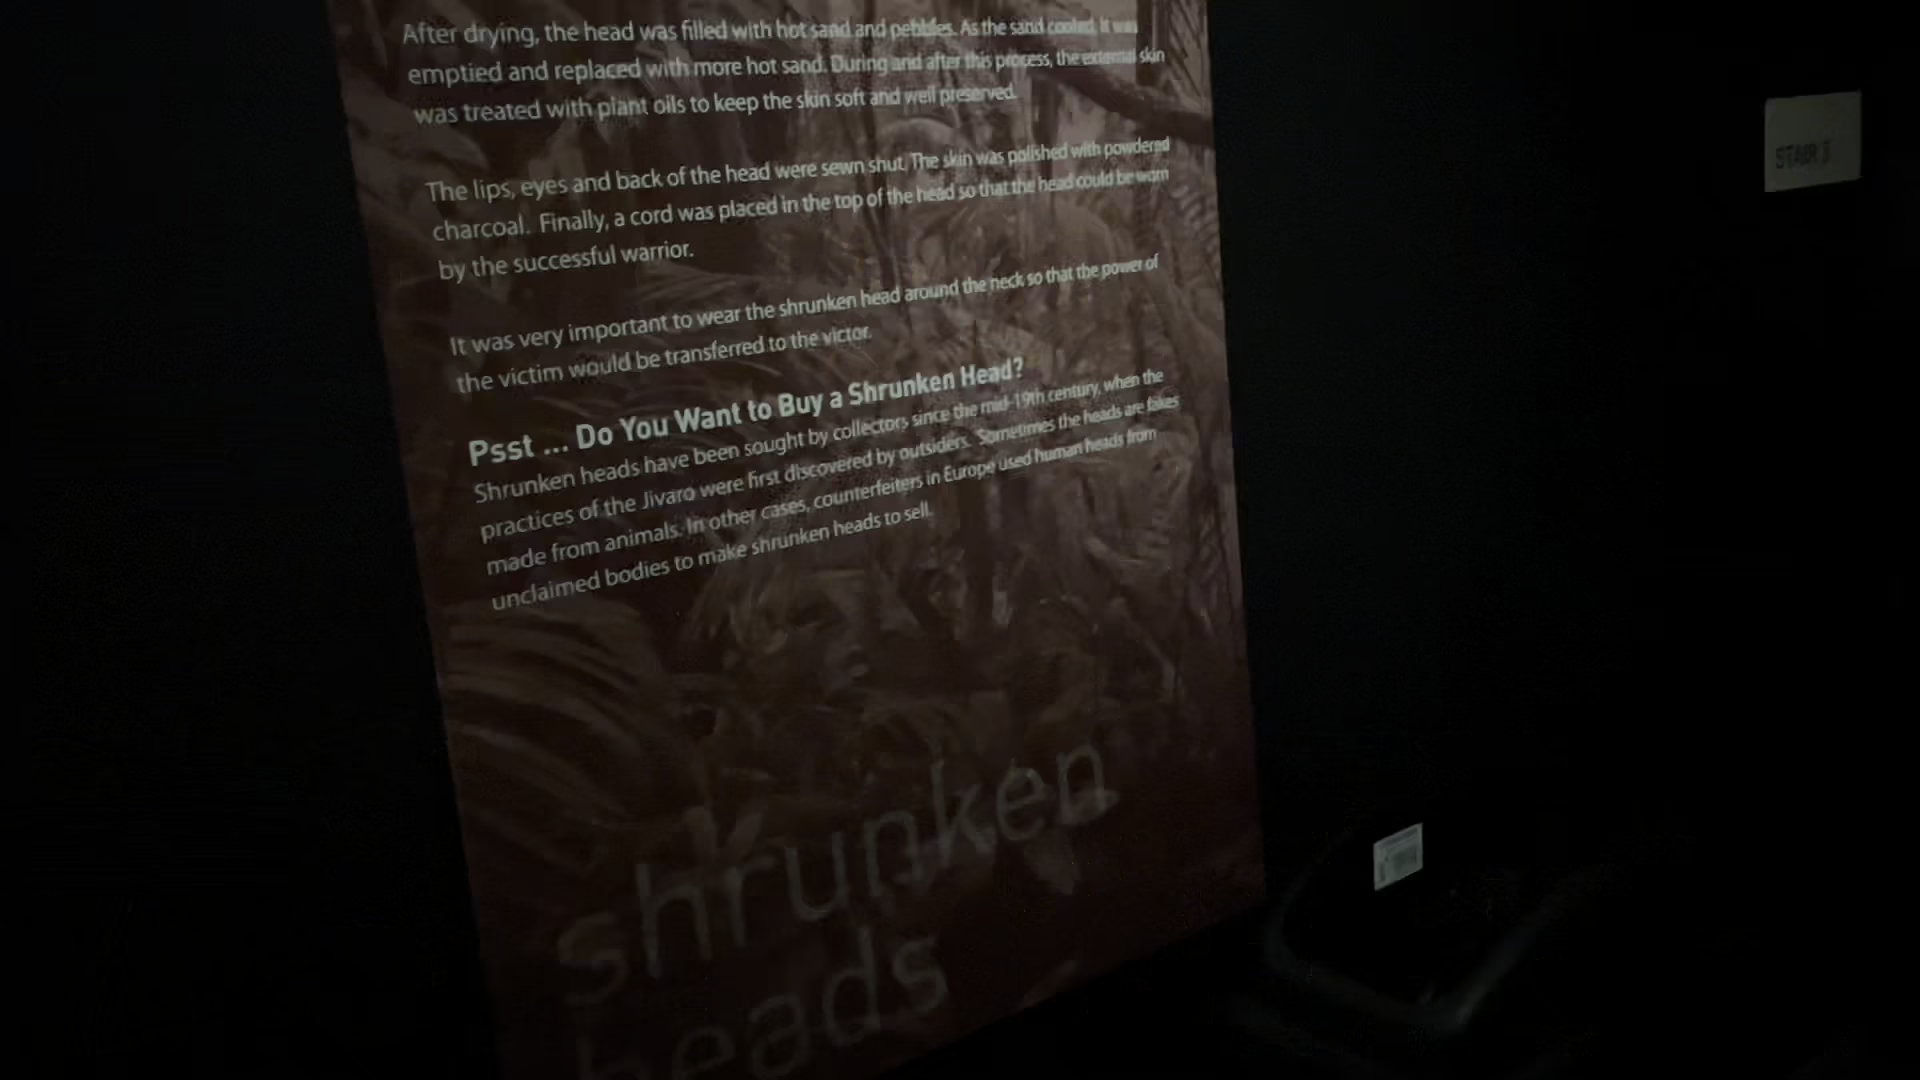 After drying, the head was filled with hot sand and pebbles. As the sand cooled, it was
emptied and replaced with more hot sand. During and after this process, the external skin
was treated with plant oils to keep the skin soft and well preserved.
The lips, eyes and back of the head were sewn shut. The skin was polished with powdered
charcoal. Finally, a cord was placed in the top of the head so that the head could be worn
by the successful warrior.
It was very important to wear the shrunken head around the neck so that the power of
the victim would be transferred to the victor.
Psst ... Do You Want to Buy a Shrunken Head?
Shrunken heads have been sought by collectors since the mid-19th century, when the
practices of the Jivaro were first discovered by outsiders. Sometimes the heads are fakes
made from animals. In other cases, counterfeiters in Europe used human heads from
unclaimed bodies to make shrunken heads to sell.
shrunken
heads
STAIR